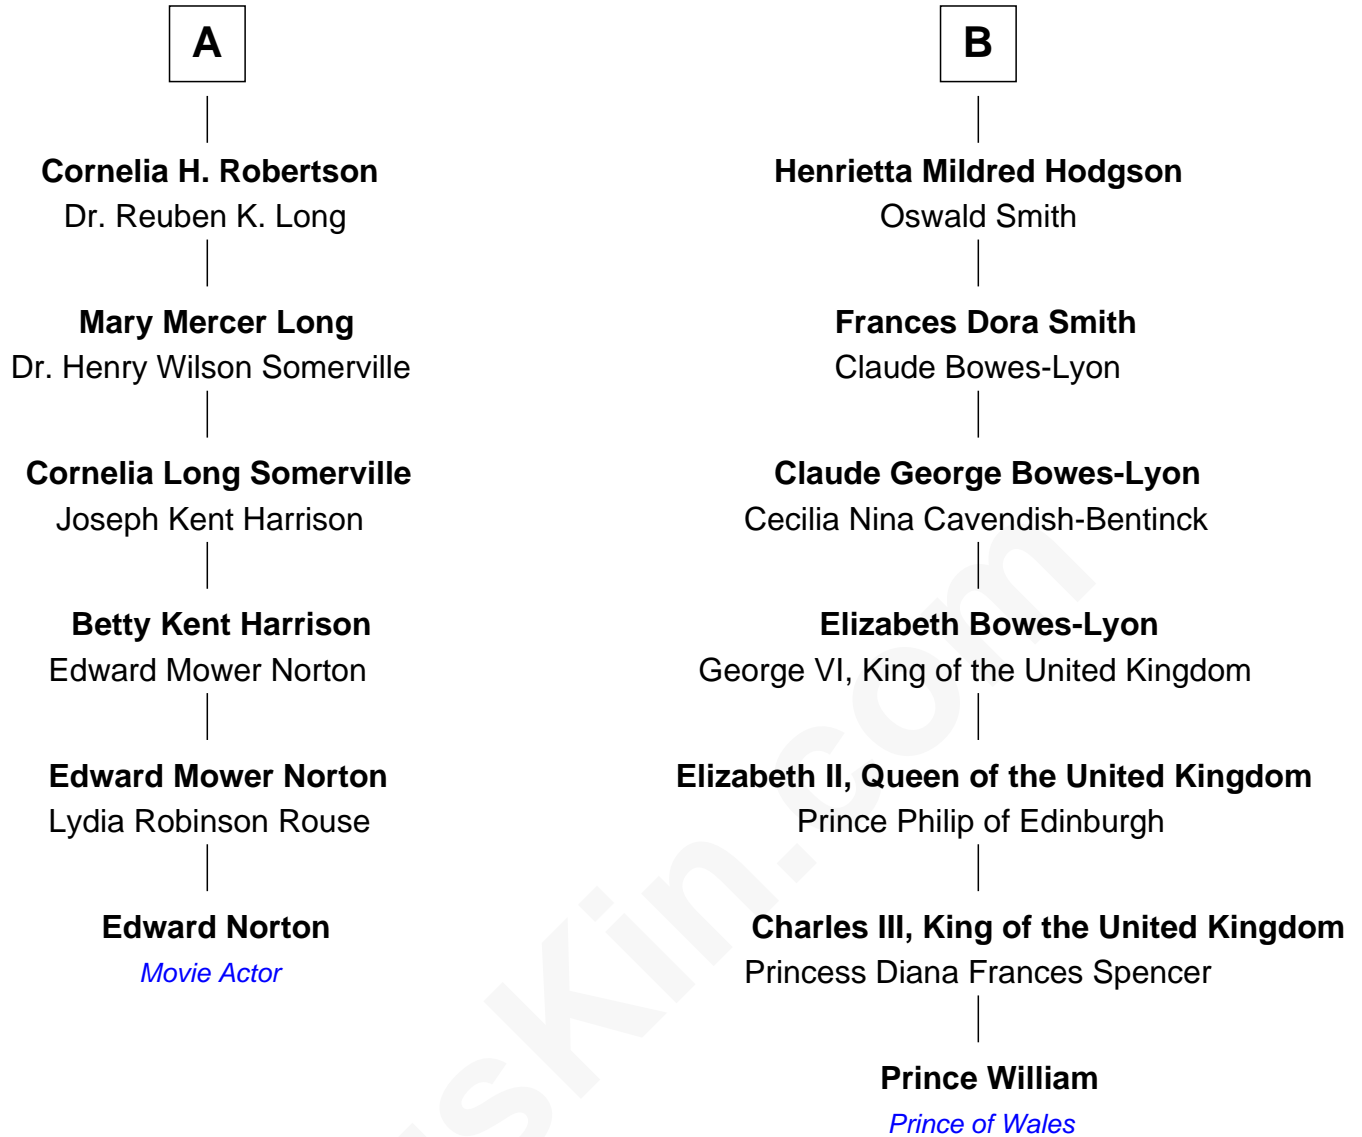 A
Cornelia H. Robertson
Dr. Reuben K. Long
Mary Mercer Long
Dr. Henry Wilson Somerville
Cornelia Long Somerville
Joseph Kent Harrison
Betty Kent Harrison
Edward Mower Norton
Edward Mower Norton
Lydia Robinson Rouse
Edward Norton
Movie Actor
B
Henrietta Mildred Hodgson
Oswald Smith
Frances Dora Smith
Claude Bowes-Lyon
Claude George Bowes-Lyon
Cecilia Nina Cavendish-Bentinck
Elizabeth Bowes-Lyon
George VI, King of the United Kingdom
Elizabeth II, Queen of the United Kingdom
Prince Philip of Edinburgh
Charles III, King of the United Kingdom
Princess Diana Frances Spencer
Prince William
Prince of Wales